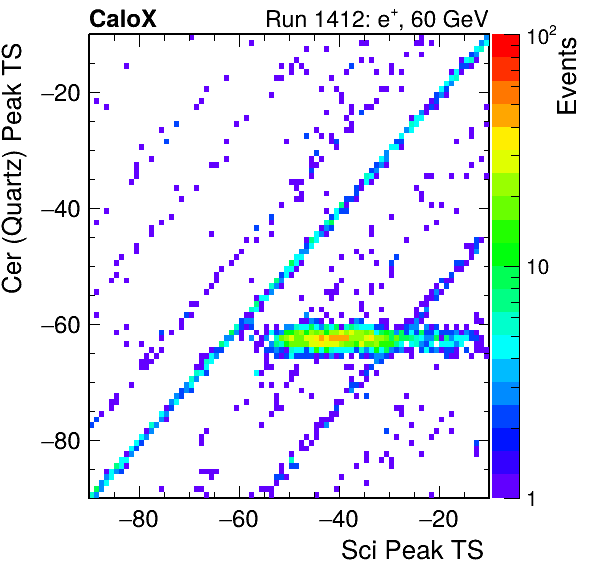 CaloX Run 1412: e⁺, 60 GeV
Cer (Quartz) Peak TS
−20
−40
−60
−80
−80 −60 −40 −20
Sci Peak TS
10²
10
1
Events